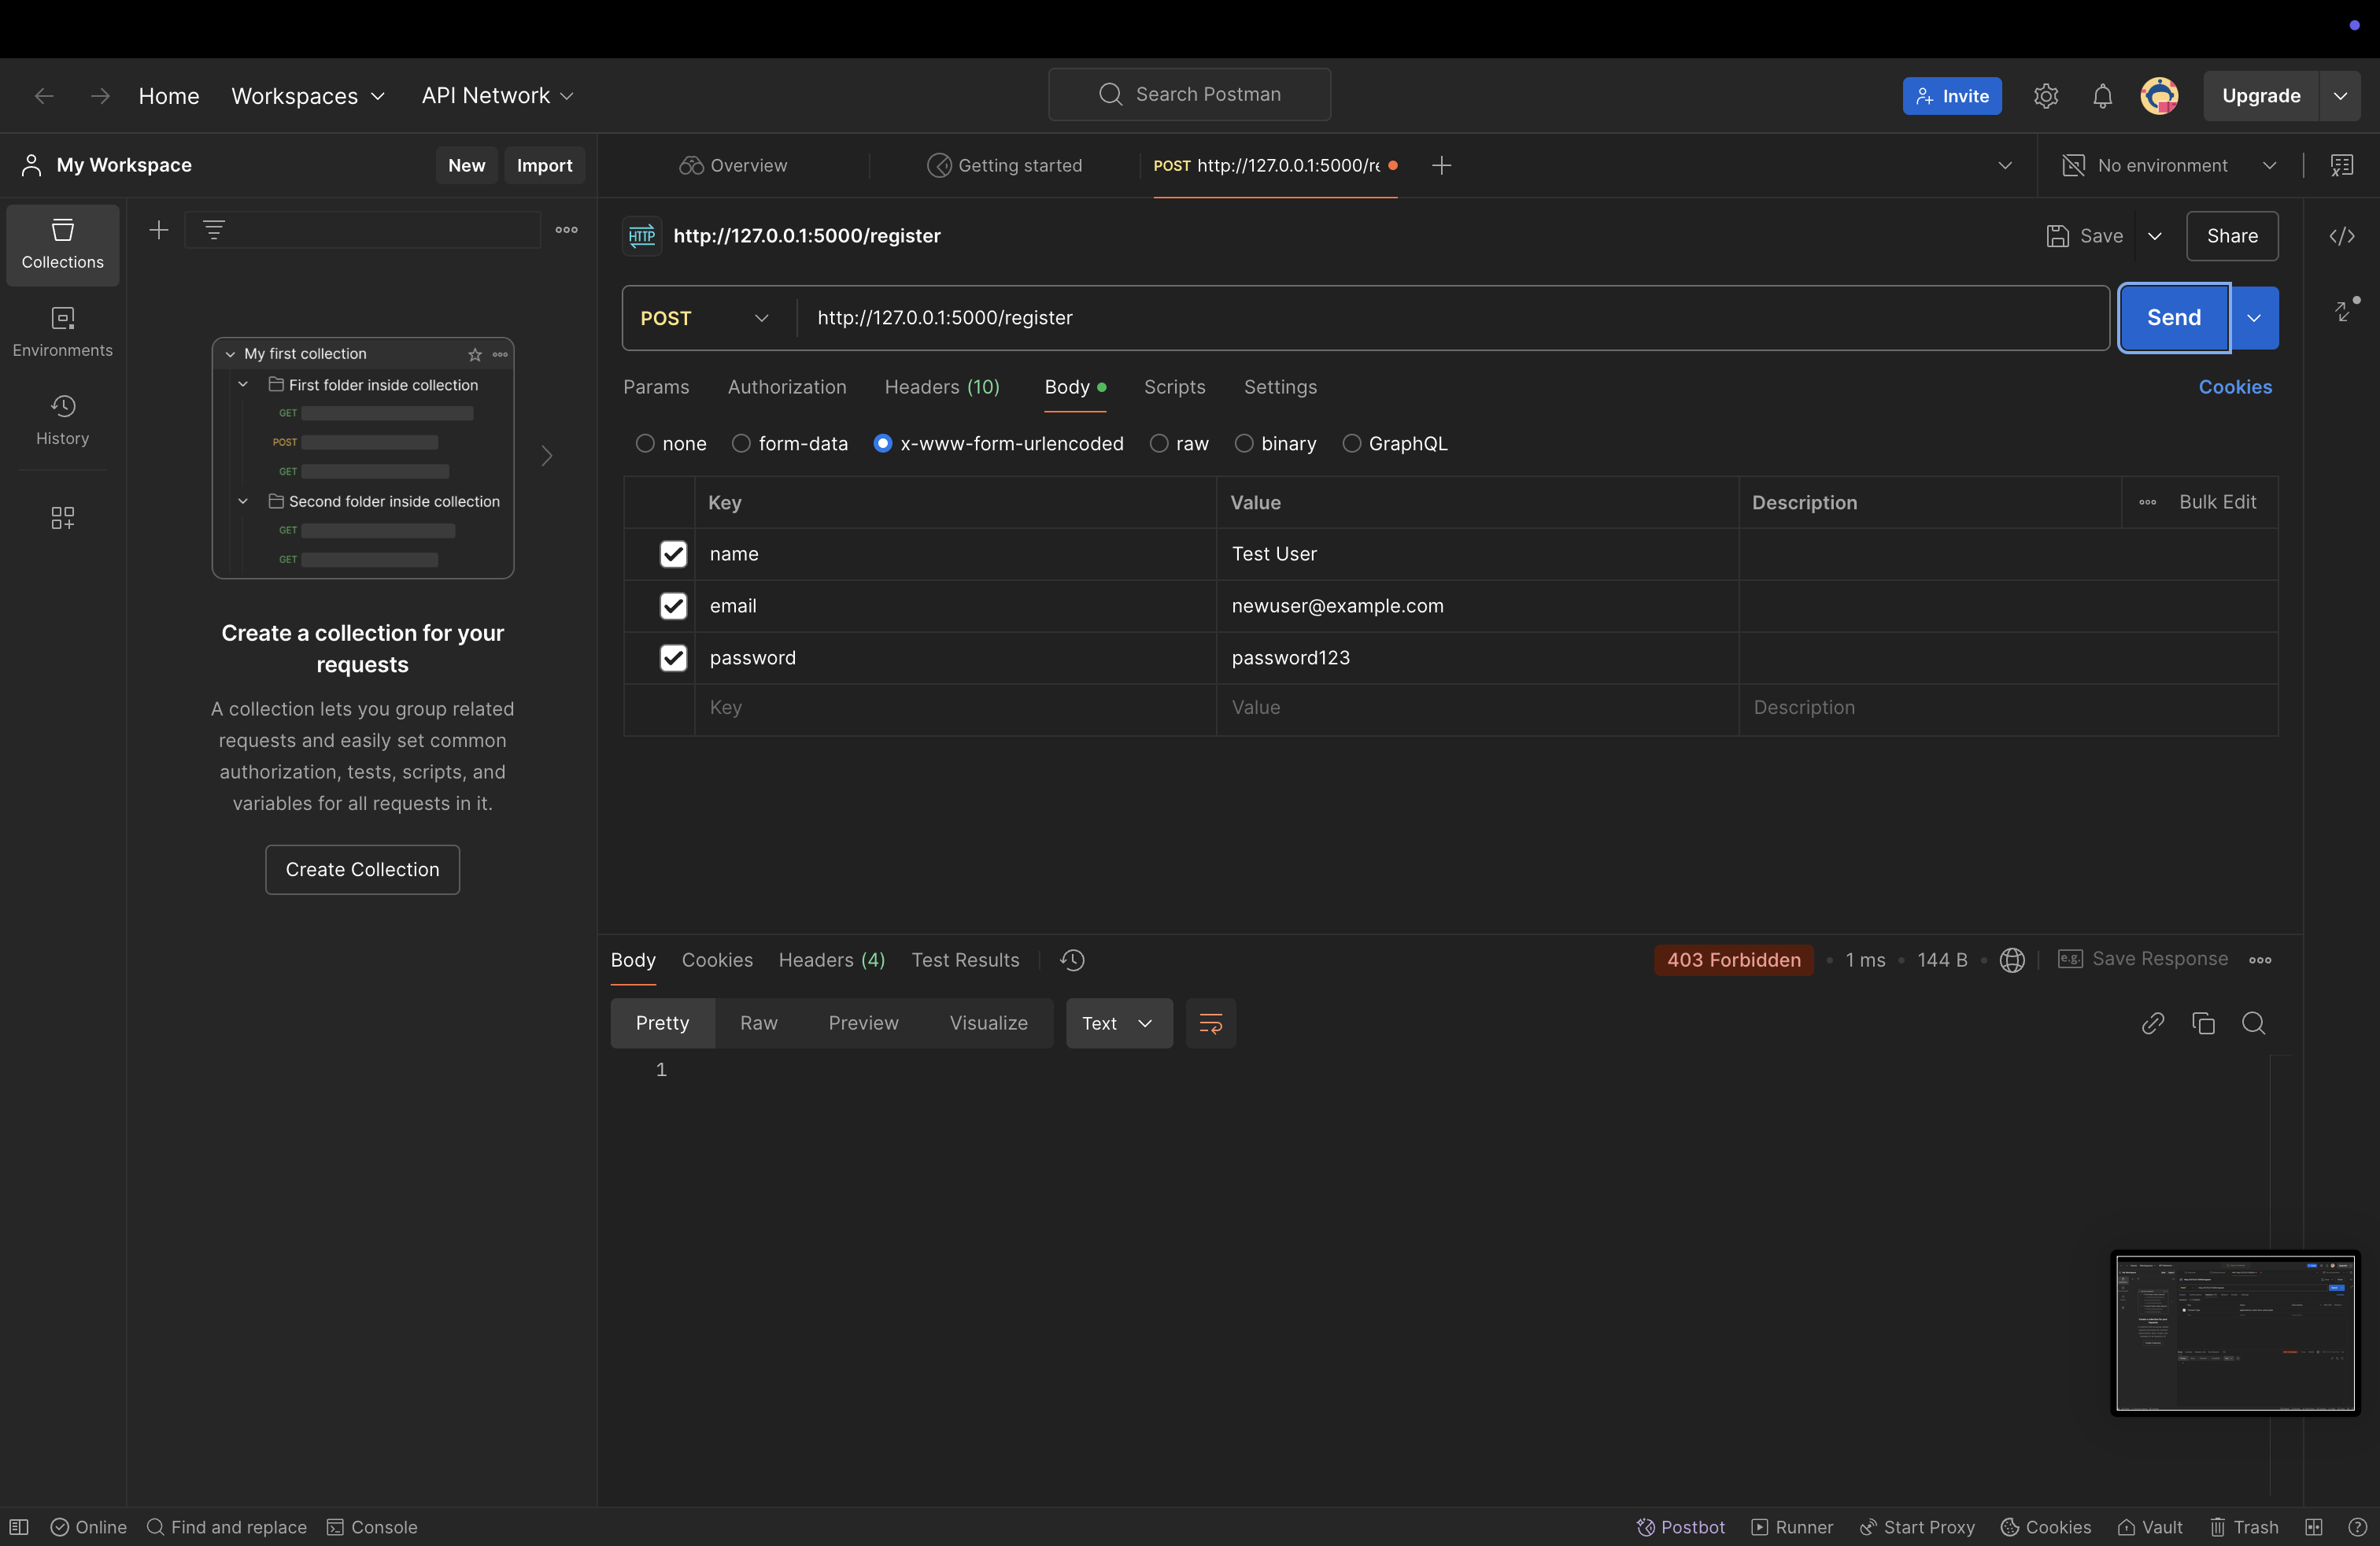 Home Workspaces API Network Search Postman Invite Upgrade
My Workspace New Import Overview Getting started POST http://127.0.0.1:5000/re No environment
Collections
Environments
History
My first collection
First folder inside collection
GET
POST
GET
Second folder inside collection
GET
GET
Create a collection for your
requests
A collection lets you group related
requests and easily set common
authorization, tests, scripts, and
variables for all requests in it.
Create Collection
HTTP http://127.0.0.1:5000/register Save Share
POST http://127.0.0.1:5000/register Send
Params Authorization Headers (10) Body Scripts Settings Cookies
none form-data x-www-form-urlencoded raw binary GraphQL
Key Value Description Bulk Edit
name Test User
email newuser@example.com
password password123
Key Value Description
Body Cookies Headers (4) Test Results 403 Forbidden 1 ms 144 B e.g. Save Response
Pretty Raw Preview Visualize Text
1
Online Find and replace Console Postbot Runner Start Proxy Cookies Vault Trash